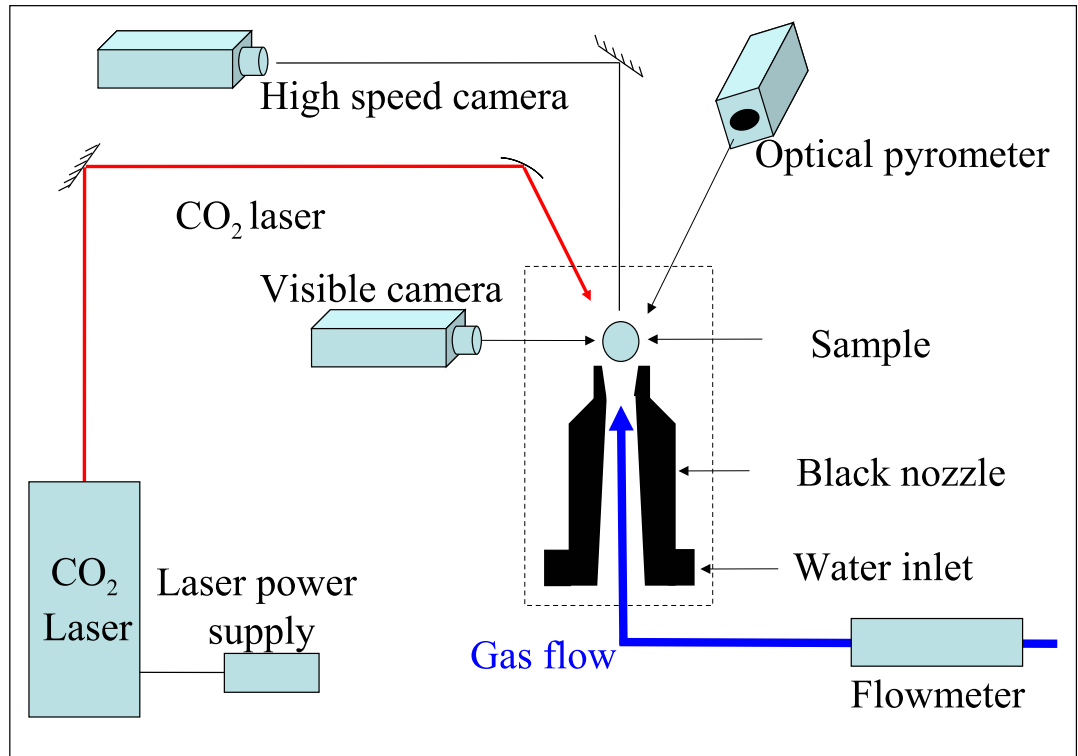 High speed camera
Optical pyrometer
CO₂ laser
Visible camera
Sample
Black nozzle
Water inlet
CO₂
Laser
Laser power
supply
Gas flow
Flowmeter